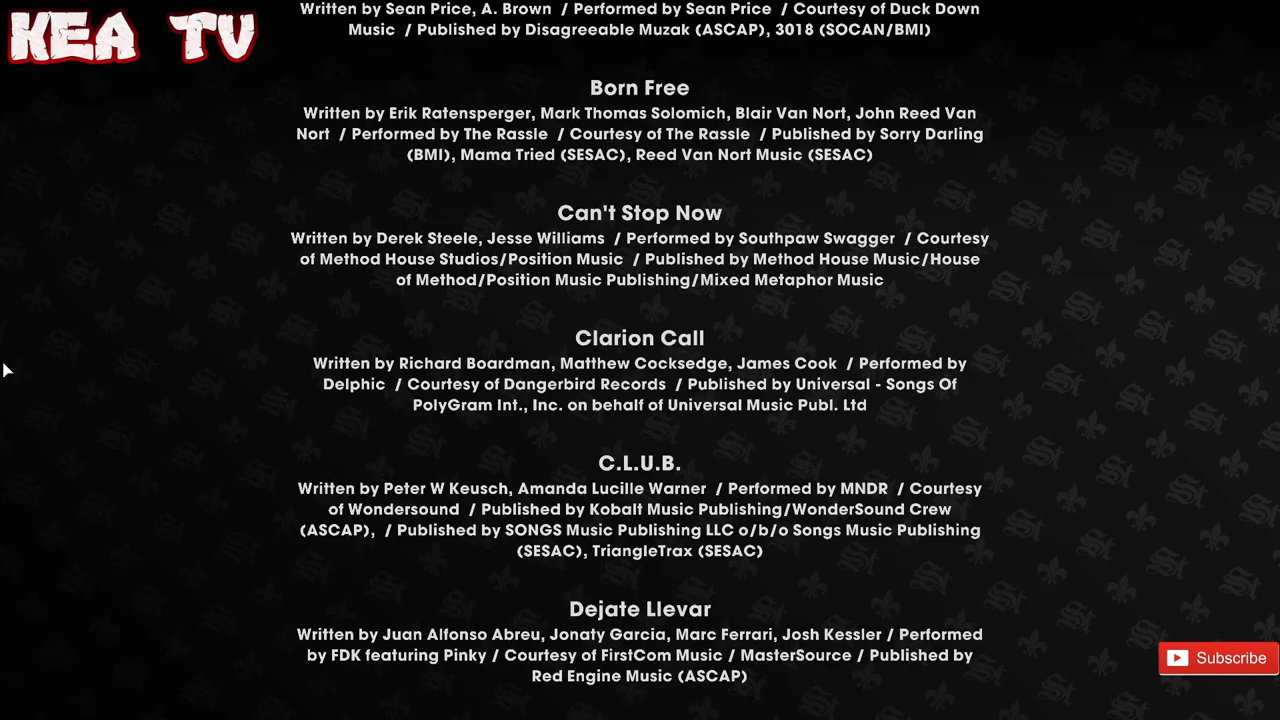 KEA TV
Written by Sean Price, A. Brown / Performed by Sean Price / Courtesy of Duck Down
Music / Published by Disagreeable Muzak (ASCAP), 3018 (SOCAN/BMI)
Born Free
Written by Erik Ratensperger, Mark Thomas Solomich, Blair Van Nort, John Reed Van
Nort / Performed by The Rassle / Courtesy of The Rassle / Published by Sorry Darling
(BMI), Mama Tried (SESAC), Reed Van Nort Music (SESAC)
Can't Stop Now
Written by Derek Steele, Jesse Williams / Performed by Southpaw Swagger / Courtesy
of Method House Studios/Position Music / Published by Method House Music/House
of Method/Position Music Publishing/Mixed Metaphor Music
Clarion Call
Written by Richard Boardman, Matthew Cocksedge, James Cook / Performed by
Delphic / Courtesy of Dangerbird Records / Published by Universal - Songs Of
PolyGram Int., Inc. on behalf of Universal Music Publ. Ltd
C.L.U.B.
Written by Peter W Keusch, Amanda Lucille Warner / Performed by MNDR / Courtesy
of Wondersound / Published by Kobalt Music Publishing/WonderSound Crew
(ASCAP), / Published by SONGS Music Publishing LLC o/b/o Songs Music Publishing
(SESAC), TriangleTrax (SESAC)
Dejate Llevar
Written by Juan Alfonso Abreu, Jonaty Garcia, Marc Ferrari, Josh Kessler / Performed
by FDK featuring Pinky / Courtesy of FirstCom Music / MasterSource / Published by
Red Engine Music (ASCAP)
Subscribe